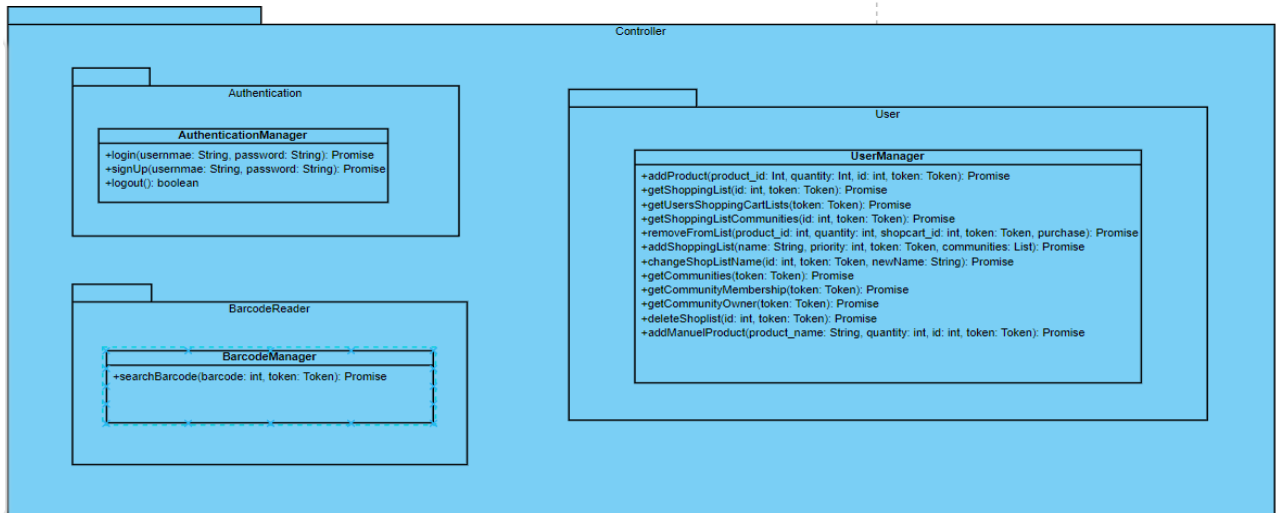 Controller
Authentication
AuthenticationManager
+login(usernmae: String, password: String): Promise
+signUp(usernmae: String, password: String): Promise
+logout(): boolean
User
UserManager
+addProduct(product_id: Int, quantity: Int, id: int, token: Token): Promise
+getShoppingList(id: int, token: Token): Promise
+getUsersShoppingCartLists(token: Token): Promise
+getShoppingListCommunities(id: int, token: Token): Promise
+removeFromList(product_id: int, quantity: int, shopcart_id: int, token: Token, purchase): Promise
+addShoppingList(name: String, priority: int, token: Token, communities: List): Promise
+changeShopListName(id: int, token: Token, newName: String): Promise
+getCommunities(token: Token): Promise
+getCommunityMembership(token: Token): Promise
+getCommunityOwner(token: Token): Promise
+deleteShoplist(id: int, token: Token): Promise
+addManuelProduct(product_name: String, quantity: int, id: int, token: Token): Promise
BarcodeReader
BarcodeManager
+searchBarcode(barcode: int, token: Token): Promise